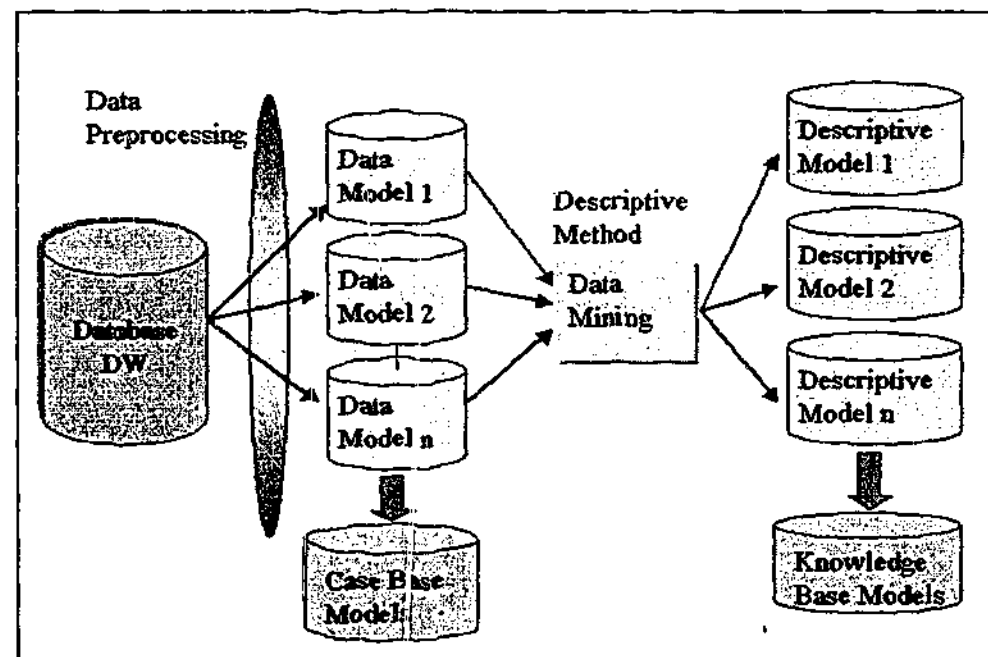 Data
Preprocessing
Database
DW
Data
Model 1
Data
Model 2
Data
Model n
Case Base
Models
Descriptive
Method
Data
Mining
Descriptive
Model 1
Descriptive
Model 2
Descriptive
Model n
Knowledge
Base Models